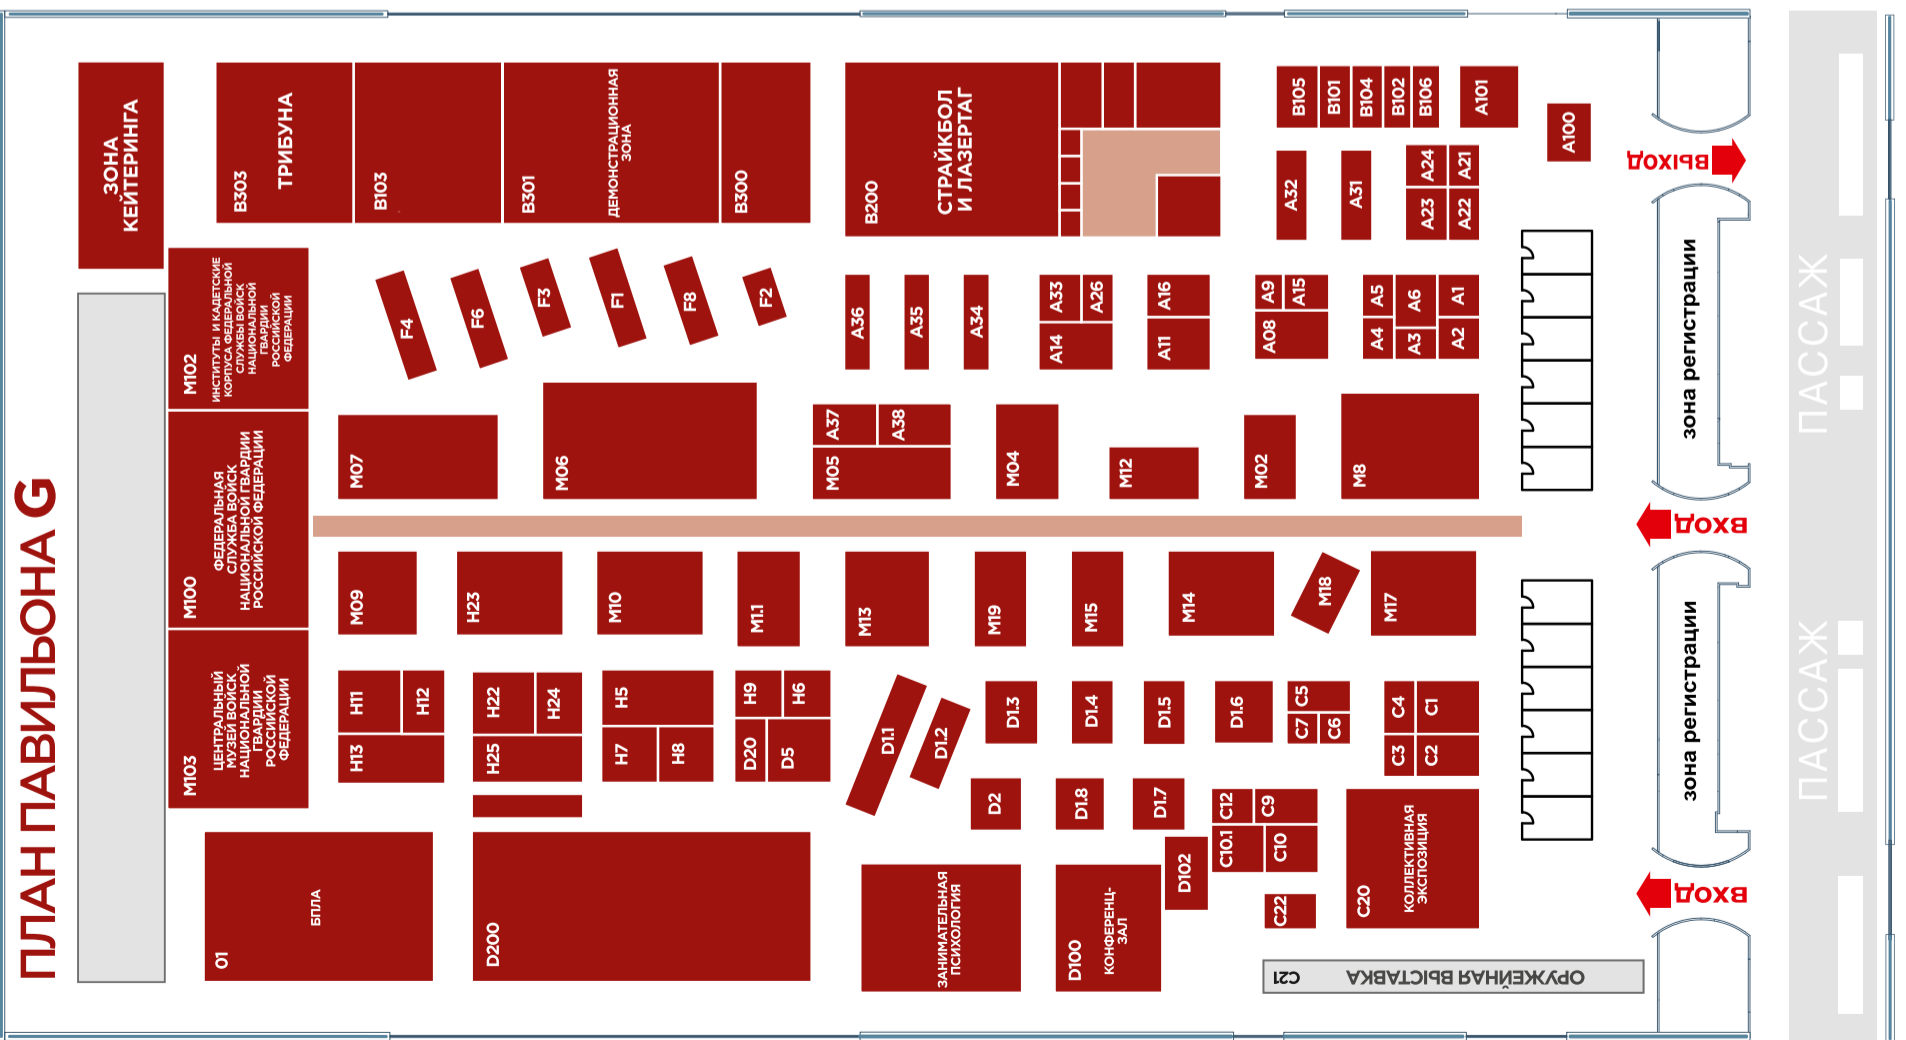 ПЛАН ПАВИЛЬОНА G
ЗОНА
КЕЙТЕРИНГА
B303
ТРИБУНА
B103
B301
ДЕМОНСТРАЦИОННАЯ
ЗОНА
B300
B200
СТРАЙКБОЛ
И ЛАЗЕРТАГ
B105
B101
B104
B102
B106
A101
A100
ВЫХОД
A32
A31
A24
A21
A23
A22
M102
ИНСТИТУТЫ И КАДЕТСКИЕ
КОРПУСА ФЕДЕРАЛЬНОЙ
СЛУЖБЫ ВОЙСК
НАЦИОНАЛЬНОЙ
ГВАРДИИ
РОССИЙСКОЙ
ФЕДЕРАЦИИ
F4
F6
F3
F1
F8
F2
A36
A35
A34
A33
A26
A14
A16
A11
A9
A15
A08
A5
A6
A1
A4
A3
A2
зона регистрации
ПАССАЖ
M100
ФЕДЕРАЛЬНАЯ
СЛУЖБА ВОЙСК
НАЦИОНАЛЬНОЙ ГВАРДИИ
РОССИЙСКОЙ ФЕДЕРАЦИИ
M07
M06
A37
A38
M05
M04
M12
M02
M8
ВХОД
M09
H23
M10
M1.1
M13
M19
M15
M14
M18
M17
M103
ЦЕНТРАЛЬНЫЙ
МУЗЕЙ ВОЙСК
НАЦИОНАЛЬНОЙ
ГВАРДИИ
РОССИЙСКОЙ
ФЕДЕРАЦИИ
H11
H12
H13
H22
H24
H25
H5
H7
H8
H9
H6
D20
D5
D1.1
D1.2
D1.3
D1.4
D1.5
D1.6
C5
C7
C6
C4
C1
C3
C2
зона регистрации
ПАССАЖ
D2
D1.8
D1.7
C12
C9
C10.1
C10
D102
O1
БПЛА
D200
ЗАНИМАТЕЛЬНАЯ
ПСИХОЛОГИЯ
D100
КОНФЕРЕНЦ-
ЗАЛ
C22
C20
КОЛЛЕКТИВНАЯ
ЭКСПОЗИЦИЯ
ВХОД
C21
ОРУЖЕЙНАЯ ВЫСТАВКА